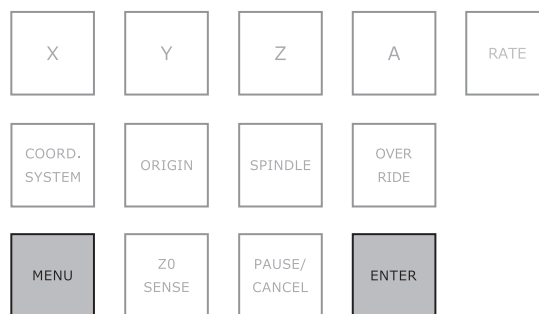 X Y Z A RATE
COORD. SYSTEM ORIGIN SPINDLE OVER RIDE
MENU Z0 SENSE PAUSE/ CANCEL ENTER